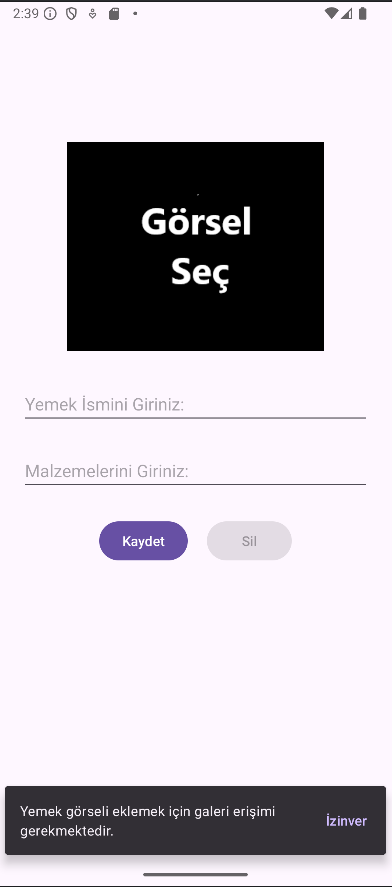 2:39
Görsel
Seç
Yemek İsmini Giriniz:
Malzemelerini Giriniz:
Kaydet
Sil
Yemek görseli eklemek için galeri erişimi
gerekmektedir.
İzinver